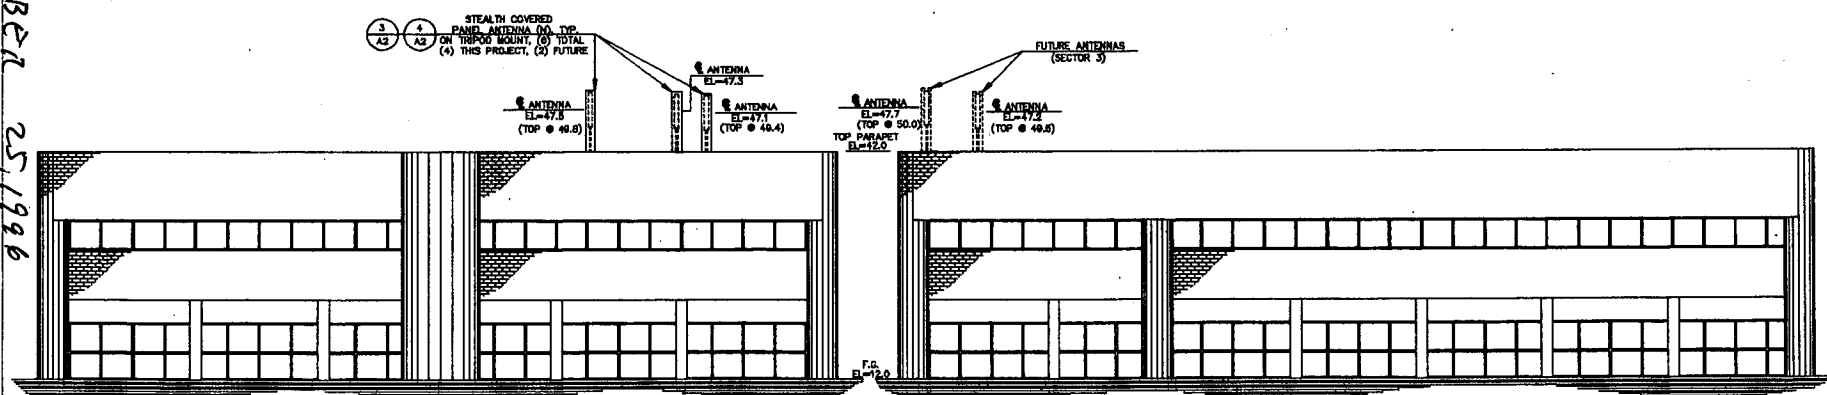 3
A2
4
A2
STEALTH COVERED
PANEL ANTENNA (N), TYP.
ON TRIPOD MOUNT, (6) TOTAL
(4) THIS PROJECT, (2) FUTURE
℄ ANTENNA
EL=47.3
℄ ANTENNA
EL=47.5
(TOP @ 49.8)
℄ ANTENNA
EL=47.1
(TOP @ 49.4)
FUTURE ANTENNAS
(SECTOR 3)
℄ ANTENNA
EL=47.7
(TOP @ 50.0)
℄ ANTENNA
EL=47.2
(TOP @ 49.5)
TOP PARAPET
EL=42.0
F.G.
EL=12.0
25, 1996